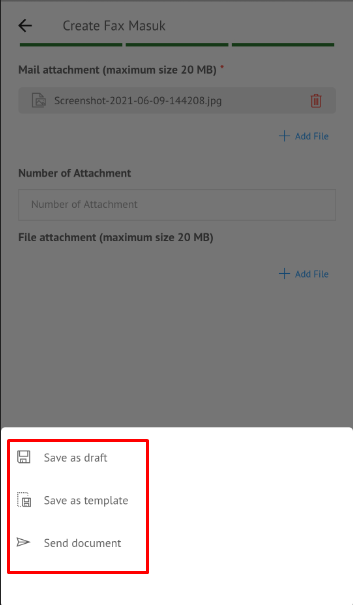 Create Fax Masuk
Mail attachment (maximum size 20 MB) *
Screenshot-2021-06-09-144208.jpg
Add File
Number of Attachment
Number of Attachment
File attachment (maximum size 20 MB)
Add File
Save as draft
Save as template
Send document